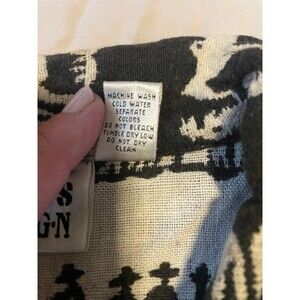 MACHINE WASH
COLD WATER
SEPARATE
COLORS
DO NOT BLEACH
TUMBLE DRY LOW
DO NOT DRY
CLEAN
S
G·N